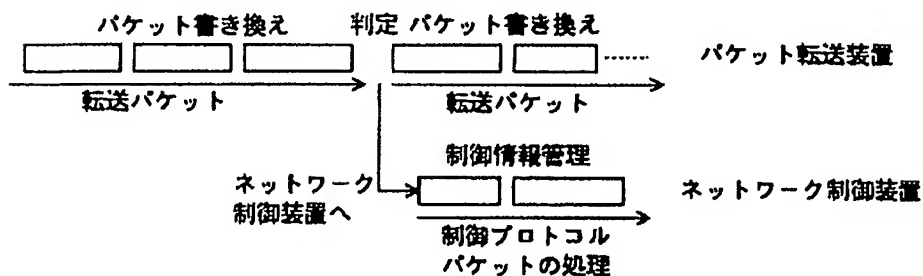 パケット書き換え 判定 パケット書き換え
パケット転送装置
転送パケット 転送パケット
制御情報管理
ネットワーク
制御装置へ
ネットワーク制御装置
制御プロトコル
パケットの処理